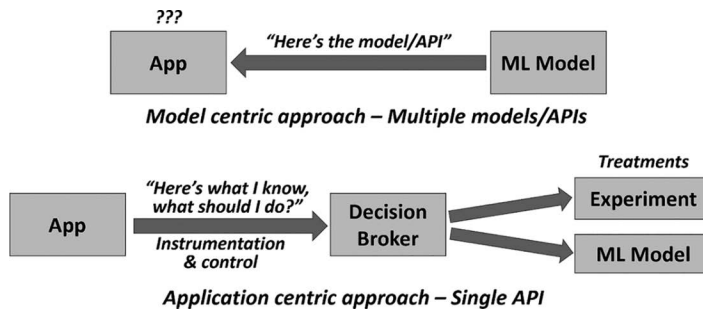 ???
App
“Here’s the model/API”
ML Model
Model centric approach – Multiple models/APIs
Treatments
App
“Here’s what I know,
what should I do?”
Instrumentation
& control
Decision
Broker
Experiment
ML Model
Application centric approach – Single API